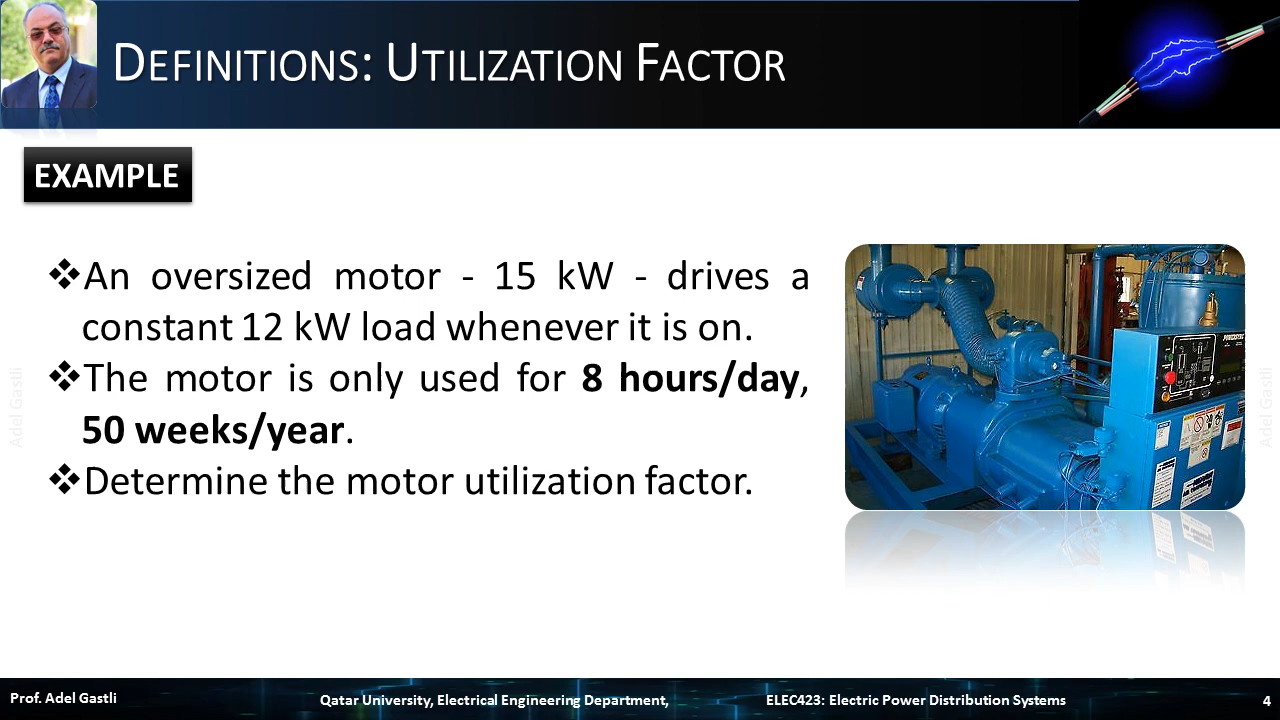 DEFINITIONS: UTILIZATION FACTOR
EXAMPLE
❖An oversized motor - 15 kW - drives a
constant 12 kW load whenever it is on.
❖The motor is only used for 8 hours/day,
50 weeks/year.
❖Determine the motor utilization factor.
Adel Gastli
Adel Gastli
Prof. Adel Gastli
Qatar University, Electrical Engineering Department,
ELEC423: Electric Power Distribution Systems
4